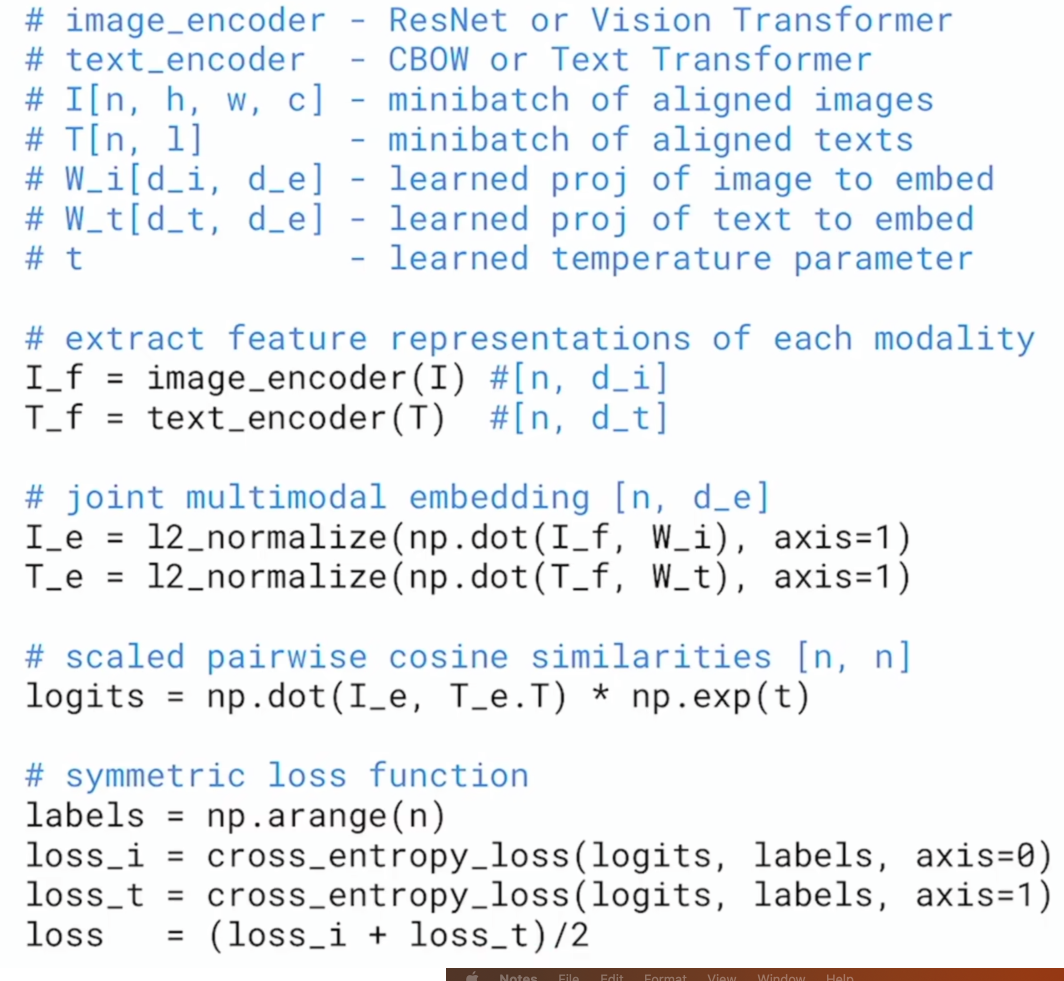 # image_encoder - ResNet or Vision Transformer
# text_encoder  - CBOW or Text Transformer
# I[n, h, w, c] - minibatch of aligned images
# T[n, l]       - minibatch of aligned texts
# W_i[d_i, d_e] - learned proj of image to embed
# W_t[d_t, d_e] - learned proj of text to embed
# t             - learned temperature parameter
# extract feature representations of each modality
I_f = image_encoder(I) #[n, d_i]
T_f = text_encoder(T)  #[n, d_t]
# joint multimodal embedding [n, d_e]
I_e = l2_normalize(np.dot(I_f, W_i), axis=1)
T_e = l2_normalize(np.dot(T_f, W_t), axis=1)
# scaled pairwise cosine similarities [n, n]
logits = np.dot(I_e, T_e.T) * np.exp(t)
# symmetric loss function
labels = np.arange(n)
loss_i = cross_entropy_loss(logits, labels, axis=0)
loss_t = cross_entropy_loss(logits, labels, axis=1)
loss   = (loss_i + loss_t)/2
Notes File Edit Format View Window Help